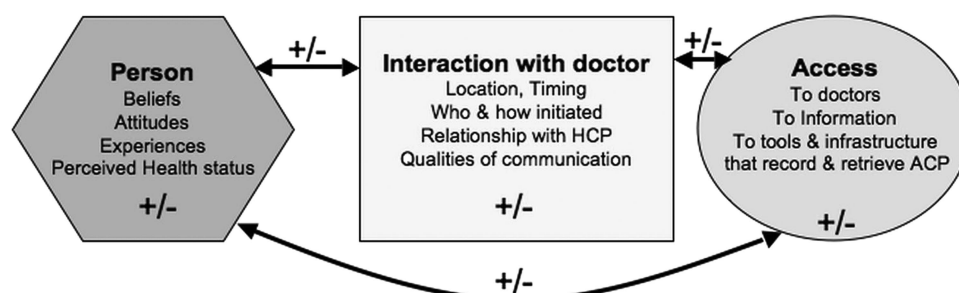 Person
Beliefs
Attitudes
Experiences
Perceived Health status
+/-
+/-
Interaction with doctor
Location, Timing
Who & how initiated
Relationship with HCP
Qualities of communication
+/-
+/-
Access
To doctors
To Information
To tools & infrastructure
that record & retrieve ACP
+/-
+/-